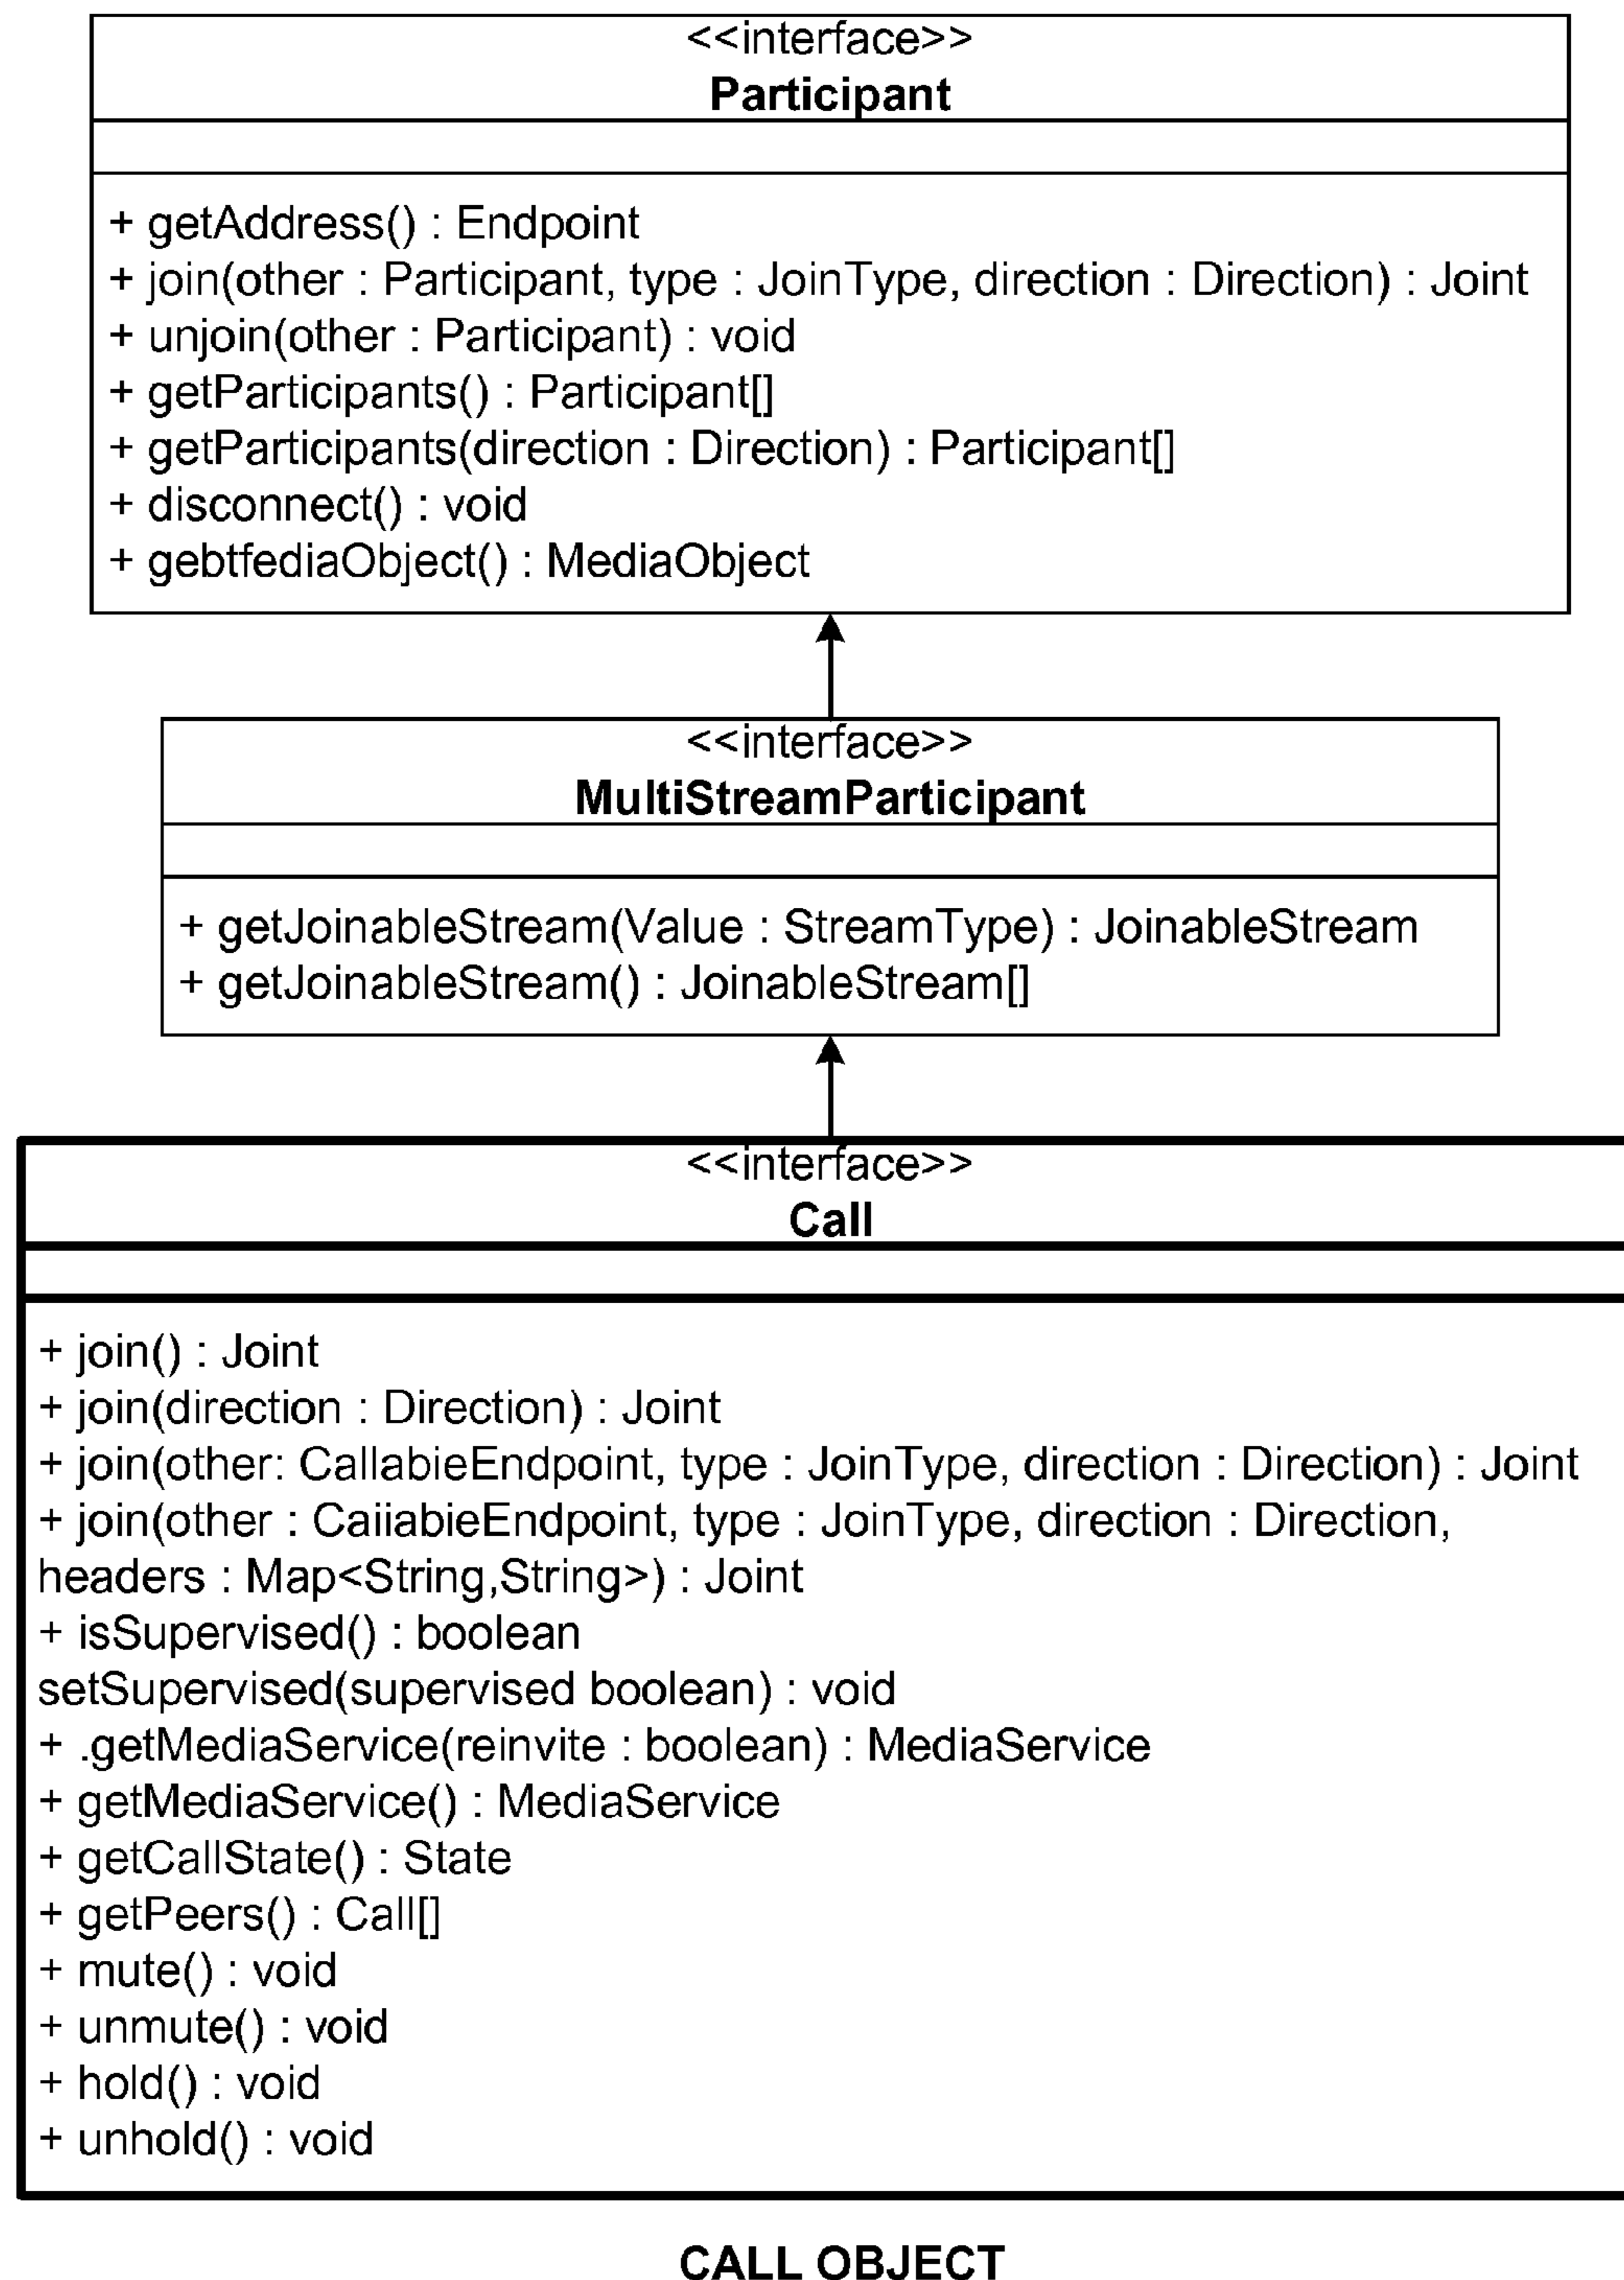 <<interface>>
Participant
+ getAddress() : Endpoint
+ join(other : Participant, type : JoinType, direction : Direction) : Joint
+ unjoin(other : Participant) : void
+ getParticipants() : Participant[]
+ getParticipants(direction : Direction) : Participant[]
+ disconnect() : void
+ gebtfediaObject() : MediaObject
<<interface>>
MultiStreamParticipant
+ getJoinableStream(Value : StreamType) : JoinableStream
+ getJoinableStream() : JoinableStream[]
<<interface>>
Call
+ join() : Joint
+ join(direction : Direction) : Joint
+ join(other: CallabieEndpoint, type : JoinType, direction : Direction) : Joint
+ join(other : CaiiabieEndpoint, type : JoinType, direction : Direction,
headers : Map<String,String>) : Joint
+ isSupervised() : boolean
setSupervised(supervised boolean) : void
+ .getMediaService(reinvite : boolean) : MediaService
+ getMediaService() : MediaService
+ getCallState() : State
+ getPeers() : Call[]
+ mute() : void
+ unmute() : void
+ hold() : void
+ unhold() : void
CALL OBJECT